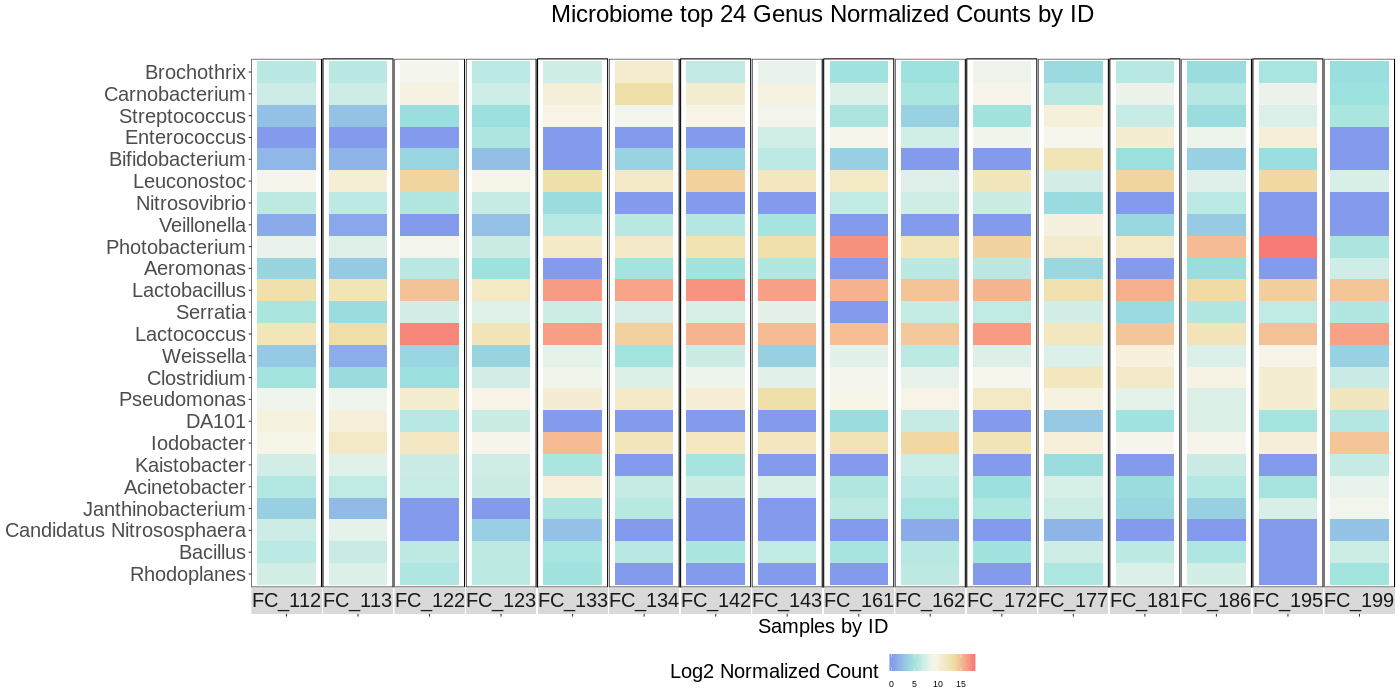 Microbiome top 24 Genus Normalized Counts by ID
Brochothrix
Carnobacterium
Streptococcus
Enterococcus
Bifidobacterium
Leuconostoc
Nitrosovibrio
Veillonella
Photobacterium
Aeromonas
Lactobacillus
Serratia
Lactococcus
Weissella
Clostridium
Pseudomonas
DA101
Iodobacter
Kaistobacter
Acinetobacter
Janthinobacterium
Candidatus Nitrososphaera
Bacillus
Rhodoplanes
FC_112 FC_113 FC_122 FC_123 FC_133 FC_134 FC_142 FC_143 FC_161 FC_162 FC_172 FC_177 FC_181 FC_186 FC_195 FC_199
Samples by ID
Log2 Normalized Count
0 5 10 15